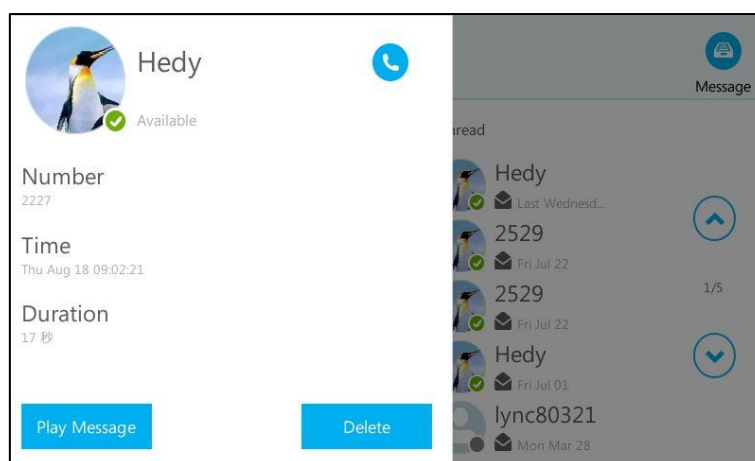 Hedy
Available
Number
2227
Time
Thu Aug 18 09:02:21
Duration
17 秒
Play Message
Delete
Message
Hedy
Last Wednesd...
2529
Fri Jul 22
2529
Fri Jul 22
Hedy
Fri Jul 01
lync80321
Mon Mar 28
1/5